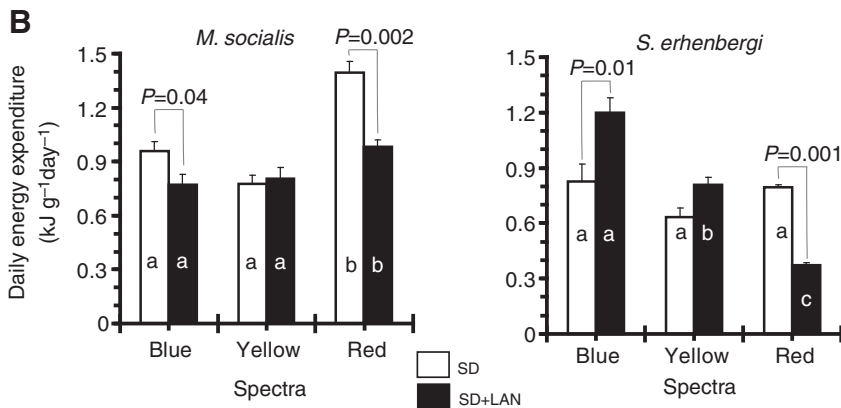 B
M. socialis
P=0.002
P=0.04
Daily energy expenditure
(kJ g⁻¹day⁻¹)
1.5
1.2
0.9
0.6
0.3
0
a a a a b b
Blue Yellow Red
Spectra
S. erhenbergi
P=0.01
P=0.001
1.5
1.2
0.9
0.6
0.3
0
a a a b a c
Blue Yellow Red
Spectra
SD
SD+LAN